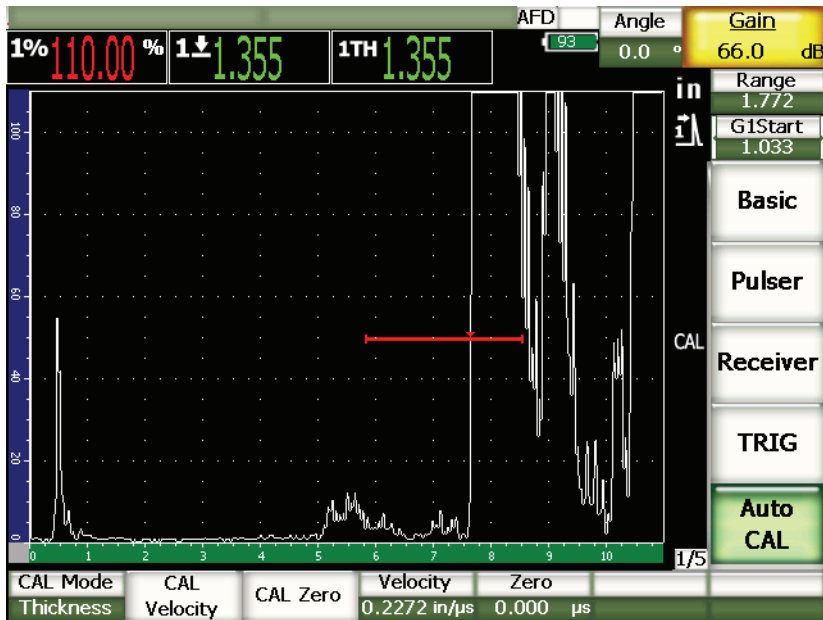 AFD
Angle
Gain
1% 110.00 %
1 1.355
1TH 1.355
93
0.0 °
66.0 dB
in
Range
1.772
G1Start
1.033
1
100
80
60
40
20
0
Basic
Pulser
CAL
Receiver
TRIG
Auto
CAL
0 1 2 3 4 5 6 7 8 9 10
1/5
CAL Mode
Thickness
CAL
Velocity
CAL Zero
Velocity
0.2272 in/µs
Zero
0.000 µs